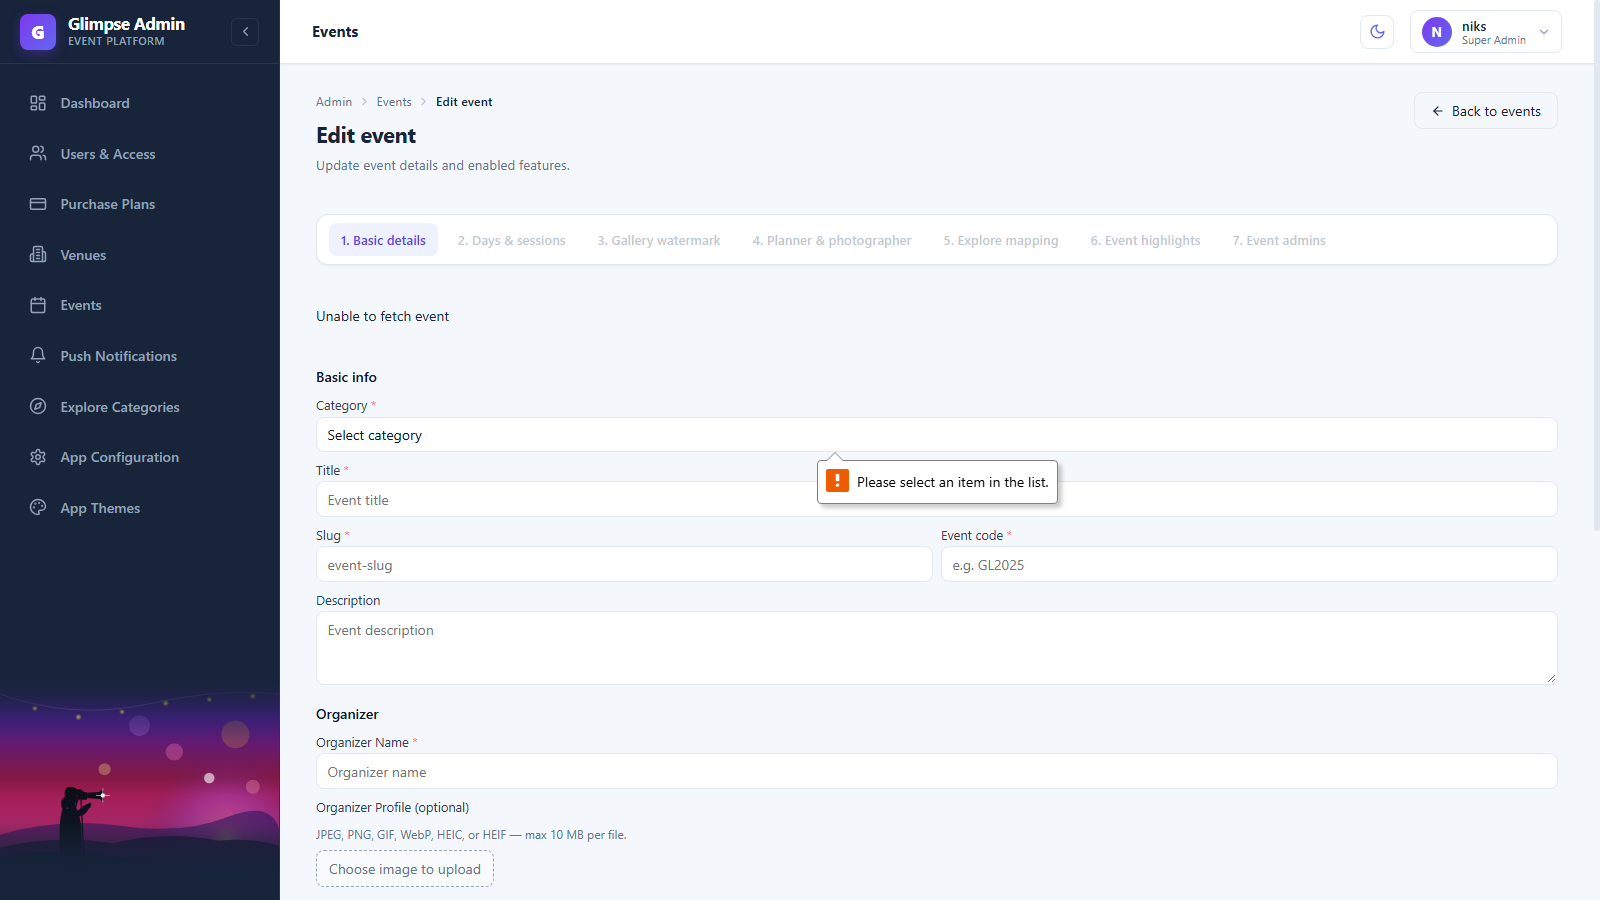 G
Glimpse Admin
EVENT PLATFORM
Dashboard
Users & Access
Purchase Plans
Venues
Events
Push Notifications
Explore Categories
App Configuration
App Themes
Events
N
niks
Super Admin
Admin > Events > Edit event
Edit event
Update event details and enabled features.
← Back to events
1. Basic details
2. Days & sessions
3. Gallery watermark
4. Planner & photographer
5. Explore mapping
6. Event highlights
7. Event admins
Unable to fetch event
Basic info
Category *
Select category
! Please select an item in the list.
Title *
Event title
Slug *
event-slug
Event code *
e.g. GL2025
Description
Event description
Organizer
Organizer Name *
Organizer name
Organizer Profile (optional)
JPEG, PNG, GIF, WebP, HEIC, or HEIF — max 10 MB per file.
Choose image to upload